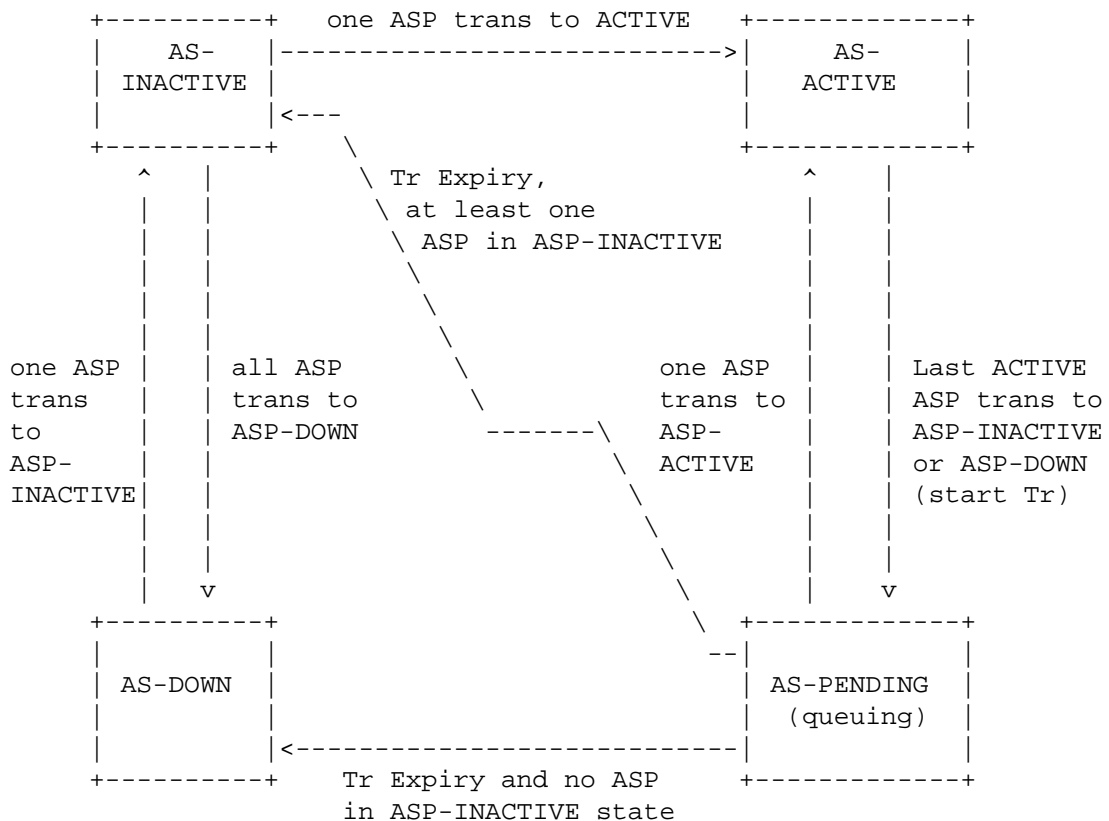 one ASP trans to ACTIVE
AS-
INACTIVE
AS-
ACTIVE
Tr Expiry,
at least one
ASP in ASP-INACTIVE
one ASP
trans
to
ASP-
INACTIVE
all ASP
trans to
ASP-DOWN
one ASP
trans to
ASP-
ACTIVE
Last ACTIVE
ASP trans to
ASP-INACTIVE
or ASP-DOWN
(start Tr)
AS-DOWN
AS-PENDING
(queuing)
Tr Expiry and no ASP
in ASP-INACTIVE state